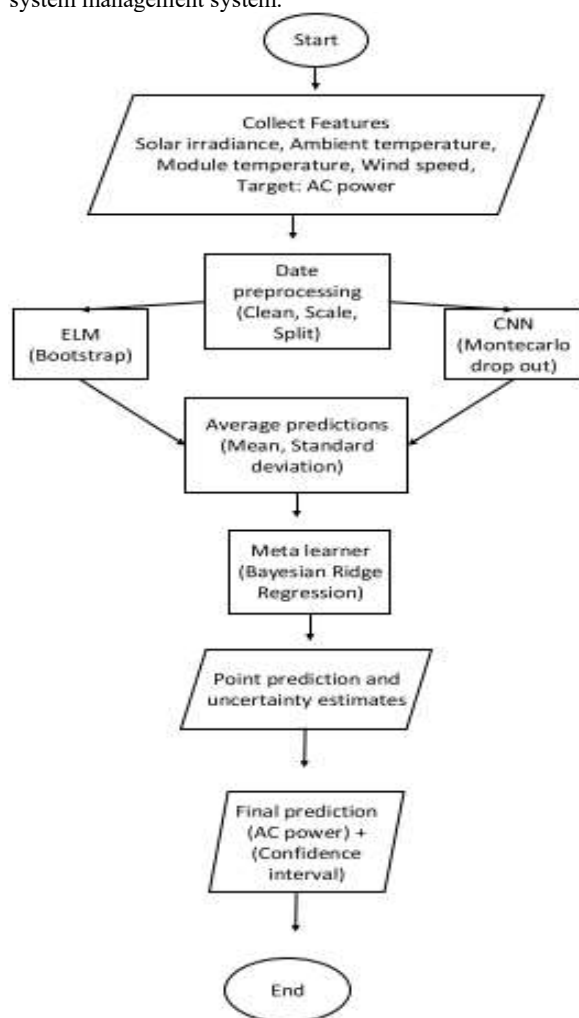 system management system.
Start
Collect Features
Solar irradiance, Ambient temperature,
Module temperature, Wind speed,
Target: AC power
Date
preprocessing
(Clean, Scale,
Split)
ELM
(Bootstrap)
CNN
(Montecarlo
drop out)
Average predictions
(Mean, Standard
deviation)
Meta learner
(Bayesian Ridge
Regression)
Point prediction and
uncertainty estimates
Final prediction
(AC power) +
(Confidence
interval)
End